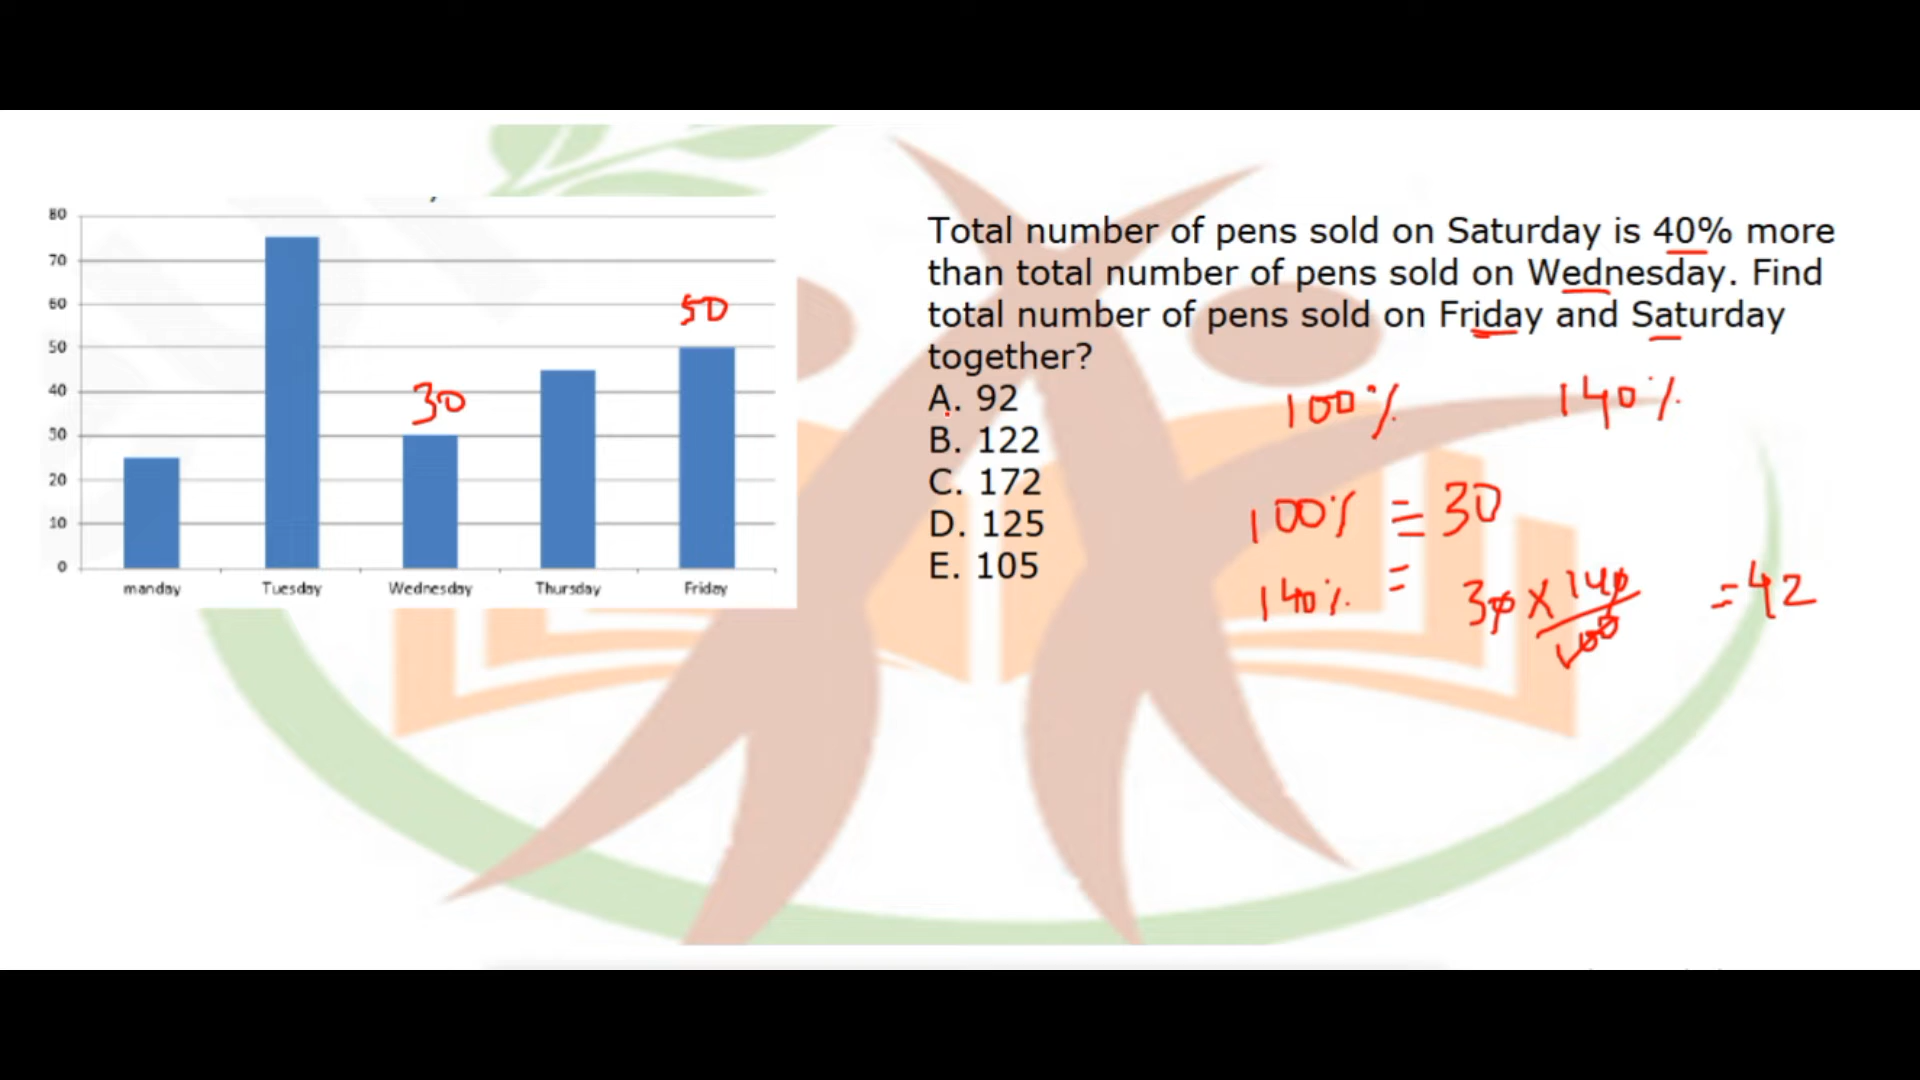 80
70
60
50
40
30
20
10
0
manday Tuesday Wednesday Thursday Friday
30
50
Total number of pens sold on Saturday is 40% more
than total number of pens sold on Wednesday. Find
total number of pens sold on Friday and Saturday
together?
A. 92
B. 122
C. 172
D. 125
E. 105
100% 140%
100% = 30
140% = 30 x 140/100 = 42